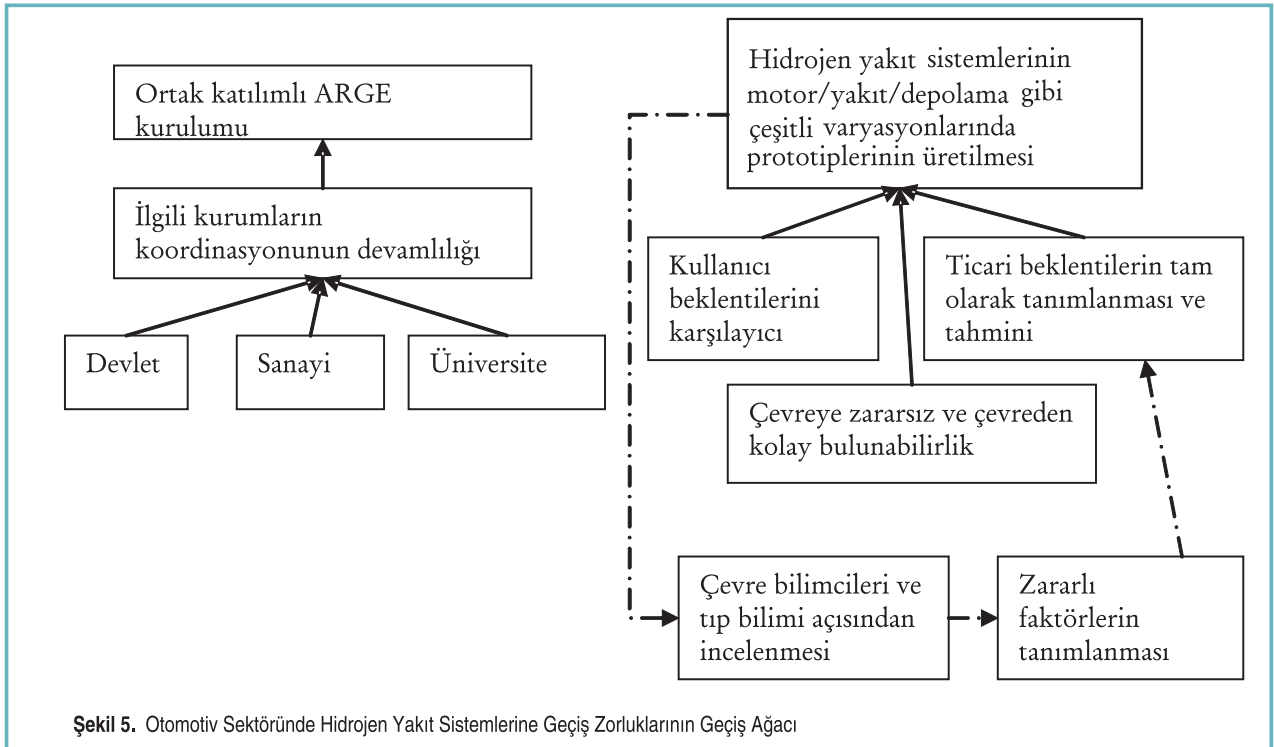 Ortak katılımlı ARGE
kurulumu
İlgili kurumların
koordinasyonunun devamlılığı
Devlet
Sanayi
Üniversite
Hidrojen yakıt sistemlerinin
motor/yakıt/depolama gibi
çeşitli varyasyonlarında
prototiplerinin üretilmesi
Kullanıcı
beklentilerini
karşılayıcı
Ticari beklentilerin tam
olarak tanımlanması ve
tahmini
Çevreye zararsız ve çevreden
kolay bulunabilirlik
Çevre bilimcileri ve
tıp bilimi açısından
incelenmesi
Zararlı
faktörlerin
tanımlanması
Şekil 5. Otomotiv Sektöründe Hidrojen Yakıt Sistemlerine Geçiş Zorluklarının Geçiş Ağacı